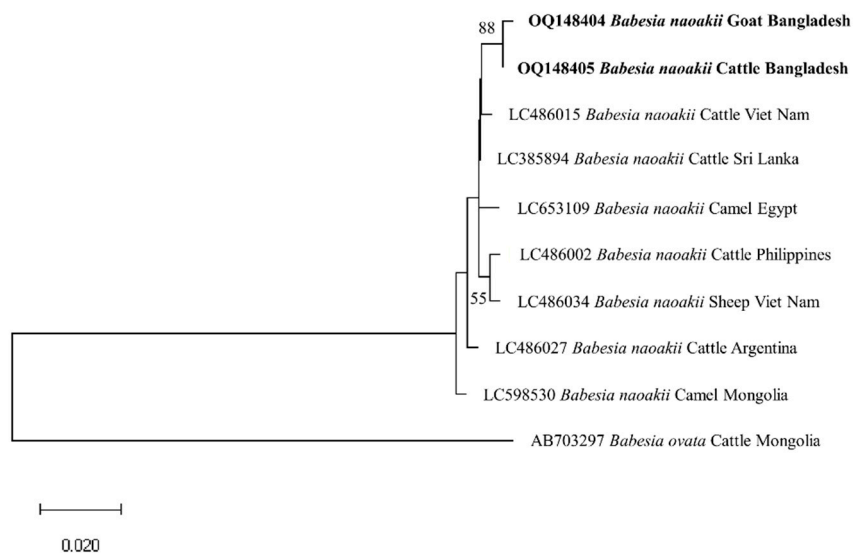 88
OQ148404 Babesia naoakii Goat Bangladesh
OQ148405 Babesia naoakii Cattle Bangladesh
LC486015 Babesia naoakii Cattle Viet Nam
LC385894 Babesia naoakii Cattle Sri Lanka
LC653109 Babesia naoakii Camel Egypt
LC486002 Babesia naoakii Cattle Philippines
55
LC486034 Babesia naoakii Sheep Viet Nam
LC486027 Babesia naoakii Cattle Argentina
LC598530 Babesia naoakii Camel Mongolia
AB703297 Babesia ovata Cattle Mongolia
0.020